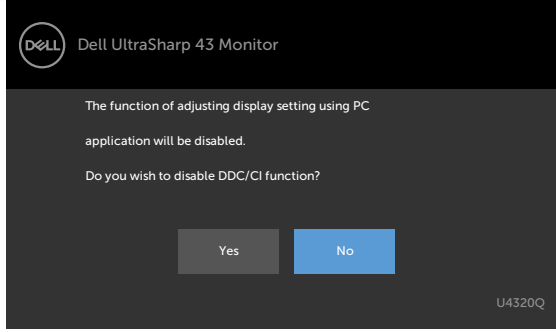 DELL
Dell UltraSharp 43 Monitor
The function of adjusting display setting using PC
application will be disabled.
Do you wish to disable DDC/CI function?
Yes
No
U4320Q